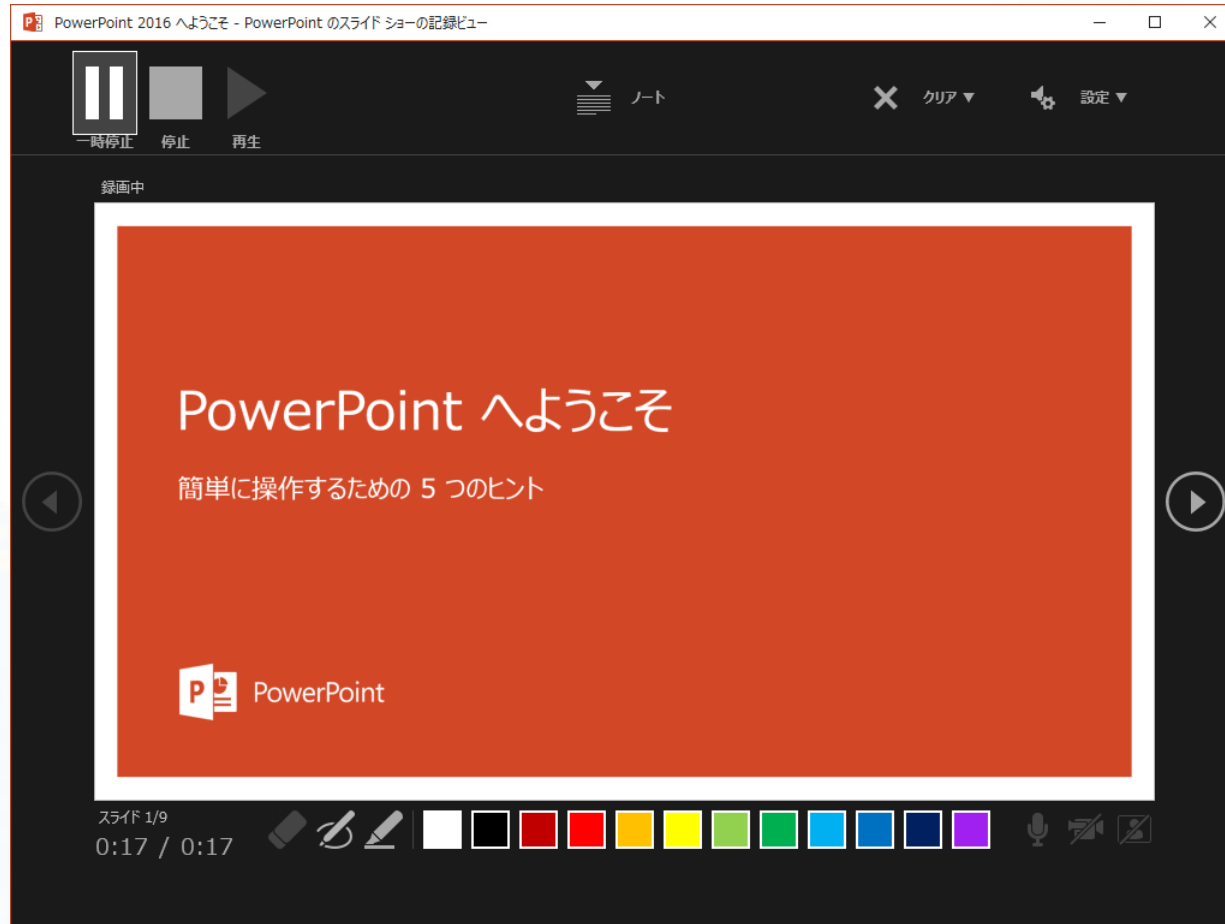 PowerPoint 2016 へようこそ - PowerPoint のスライド ショーの記録ビュー
一時停止 停止 再生 ノート クリア ▼ 設定 ▼
録画中
PowerPoint へようこそ
簡単に操作するための 5 つのヒント
P PowerPoint
スライド 1/9
0:17 / 0:17